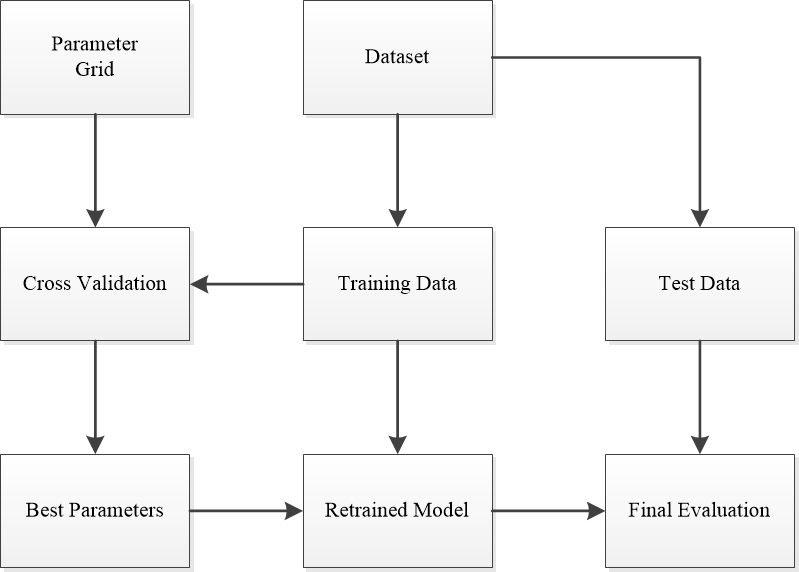 Parameter
Grid
Dataset
Cross Validation
Training Data
Test Data
Best Parameters
Retrained Model
Final Evaluation